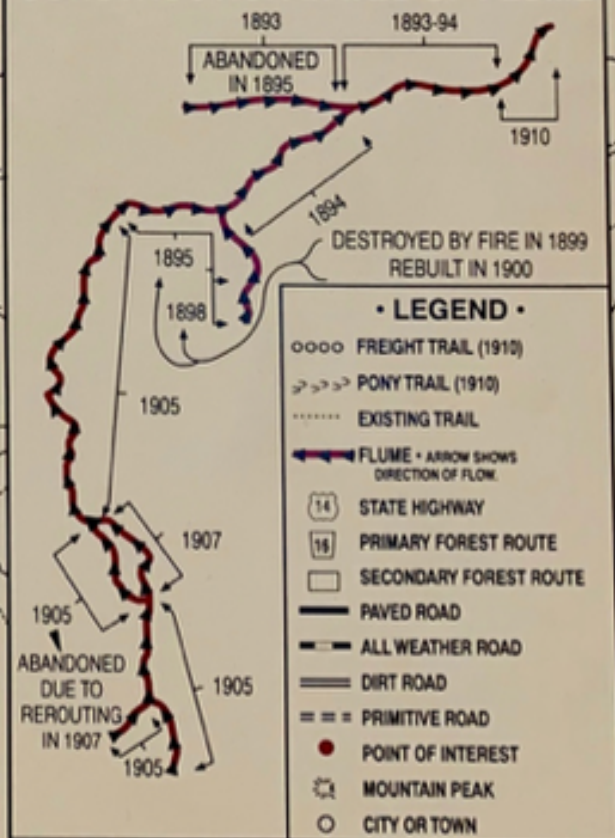 1893
1893-94
ABANDONED
IN 1895
1910
1894
DESTROYED BY FIRE IN 1899
REBUILT IN 1900
1895
1898
1905
1907
1905
ABANDONED
DUE TO
REROUTING
IN 1907
1905
1905
• LEGEND •
FREIGHT TRAIL (1910)
PONY TRAIL (1910)
EXISTING TRAIL
FLUME • ARROW SHOWS
DIRECTION OF FLOW.
14 STATE HIGHWAY
16 PRIMARY FOREST ROUTE
SECONDARY FOREST ROUTE
PAVED ROAD
ALL WEATHER ROAD
DIRT ROAD
PRIMITIVE ROAD
POINT OF INTEREST
MOUNTAIN PEAK
CITY OR TOWN